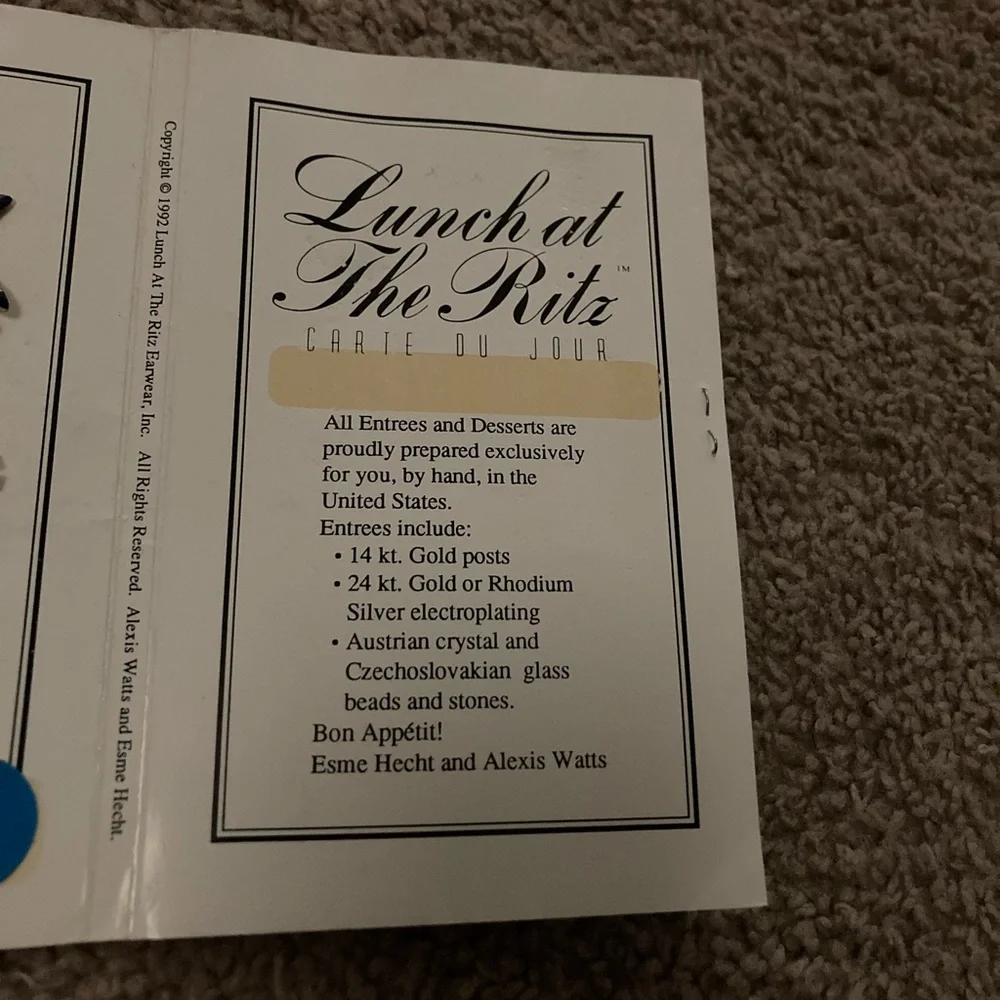 Copyright © 1992 Lunch At The Ritz Earwear, Inc. All Rights Reserved. Alexis Watts and Esme Hecht.
Lunch at
The Ritz™
CARTE DU JOUR
All Entrees and Desserts are
proudly prepared exclusively
for you, by hand, in the
United States.
Entrees include:
• 14 kt. Gold posts
• 24 kt. Gold or Rhodium
Silver electroplating
• Austrian crystal and
Czechoslovakian glass
beads and stones.
Bon Appétit!
Esme Hecht and Alexis Watts